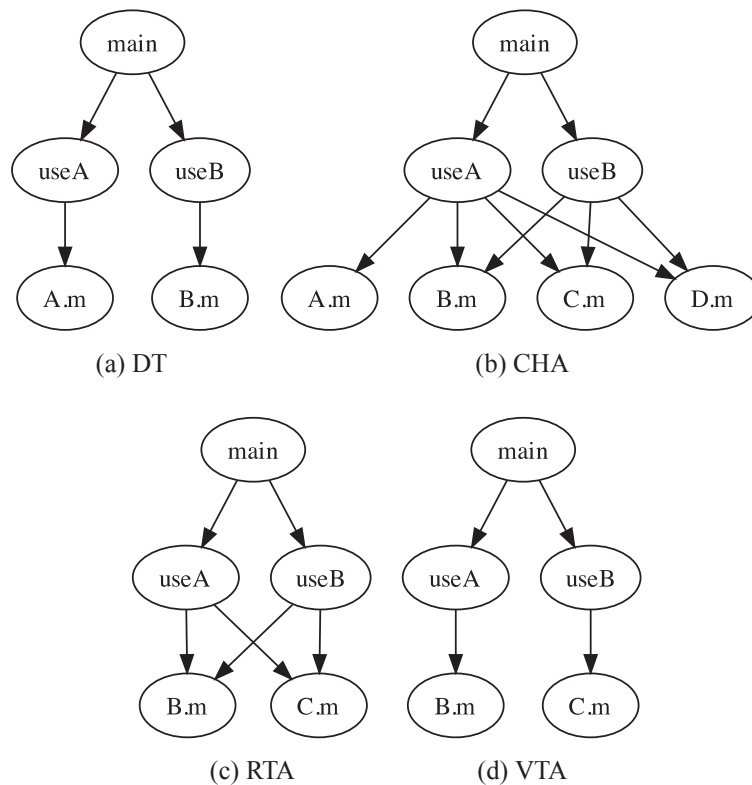 main main
useA useB useA useB
A.m B.m A.m B.m C.m D.m
(a) DT (b) CHA
main main
useA useB useA useB
B.m C.m B.m C.m
(c) RTA (d) VTA